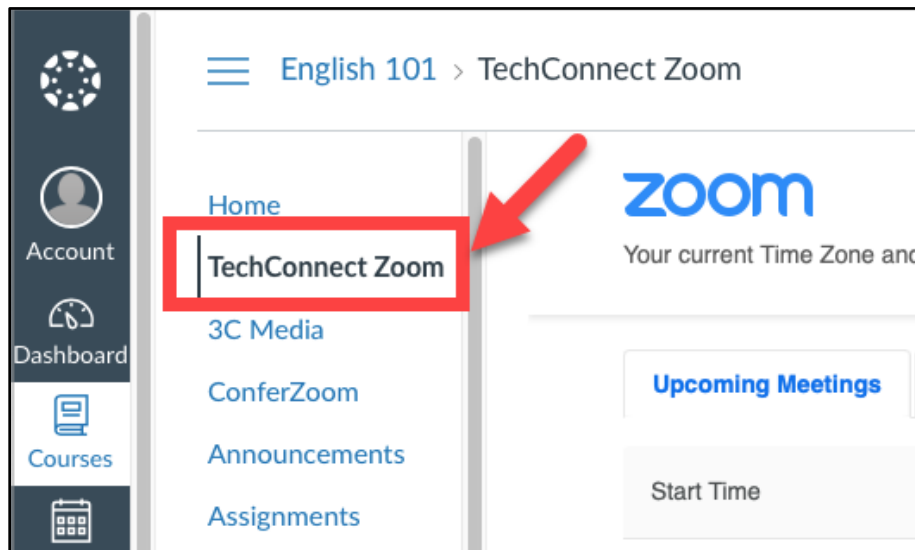 English 101 > TechConnect Zoom
Account
Dashboard
Courses
Home
TechConnect Zoom
3C Media
ConferZoom
Announcements
Assignments
zoom
Your current Time Zone and
Upcoming Meetings
Start Time